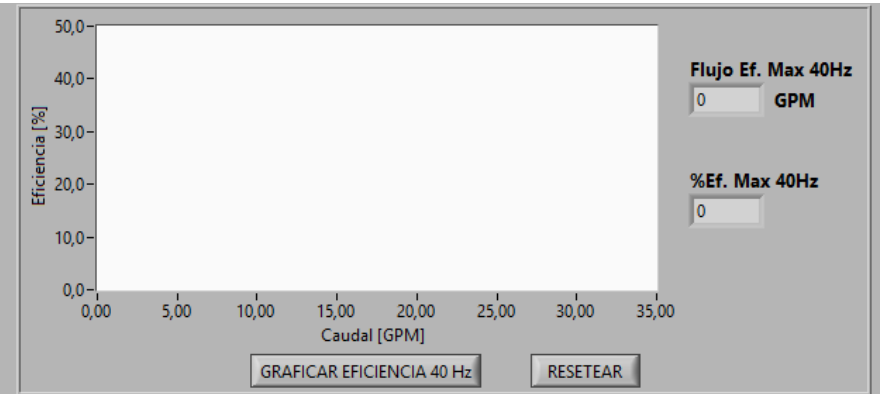 50,0
40,0
30,0
20,0
10,0
0,0
Eficiencia [%]
0,00 5,00 10,00 15,00 20,00 25,00 30,00 35,00
Caudal [GPM]
Flujo Ef. Max 40Hz
0 GPM
%Ef. Max 40Hz
0
GRAFICAR EFICIENCIA 40 Hz RESETEAR